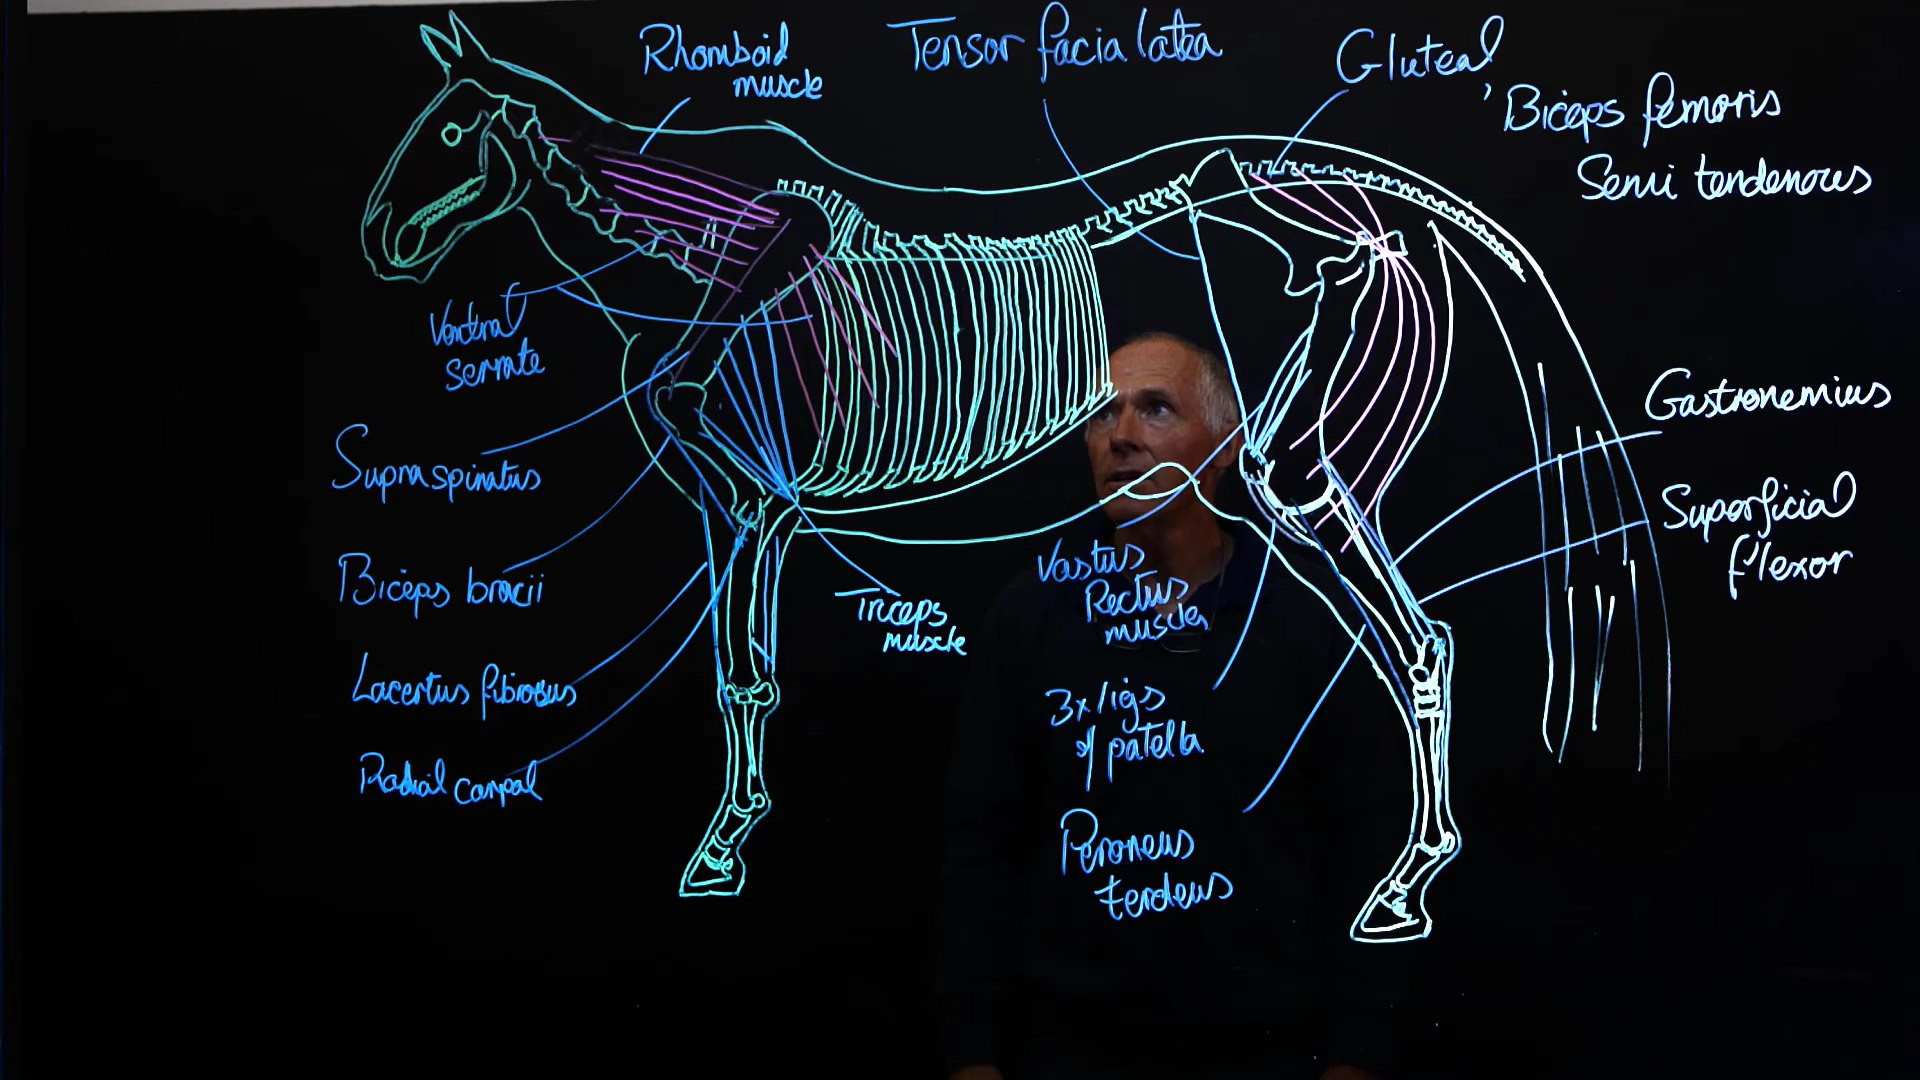 Rhomboid
muscle
Tensor facia latea
Gluteal
, Biceps femoris
Semi tendenous
Ventral
serrate
Supraspinatus
Biceps bracii
Lacertus fibrosus
Radial carpal
Triceps
muscle
Vastus
Rectus
muscles
3x ligs
of patella
Peroneus
terdeus
Gastronemius
Superficial
flexor